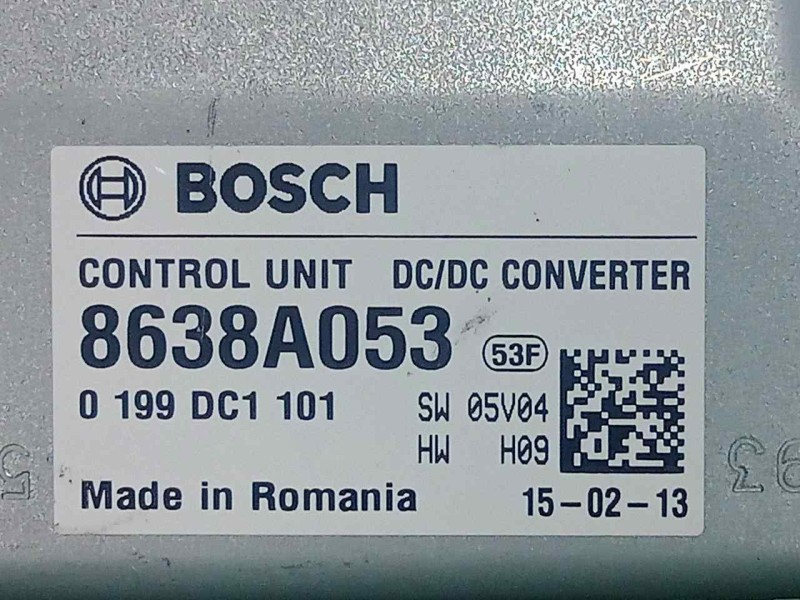 BOSCH
CONTROL UNIT DC/DC CONVERTER
8638A053 53F
0 199 DC1 101 SW 05V04
HW H09
Made in Romania 15-02-13